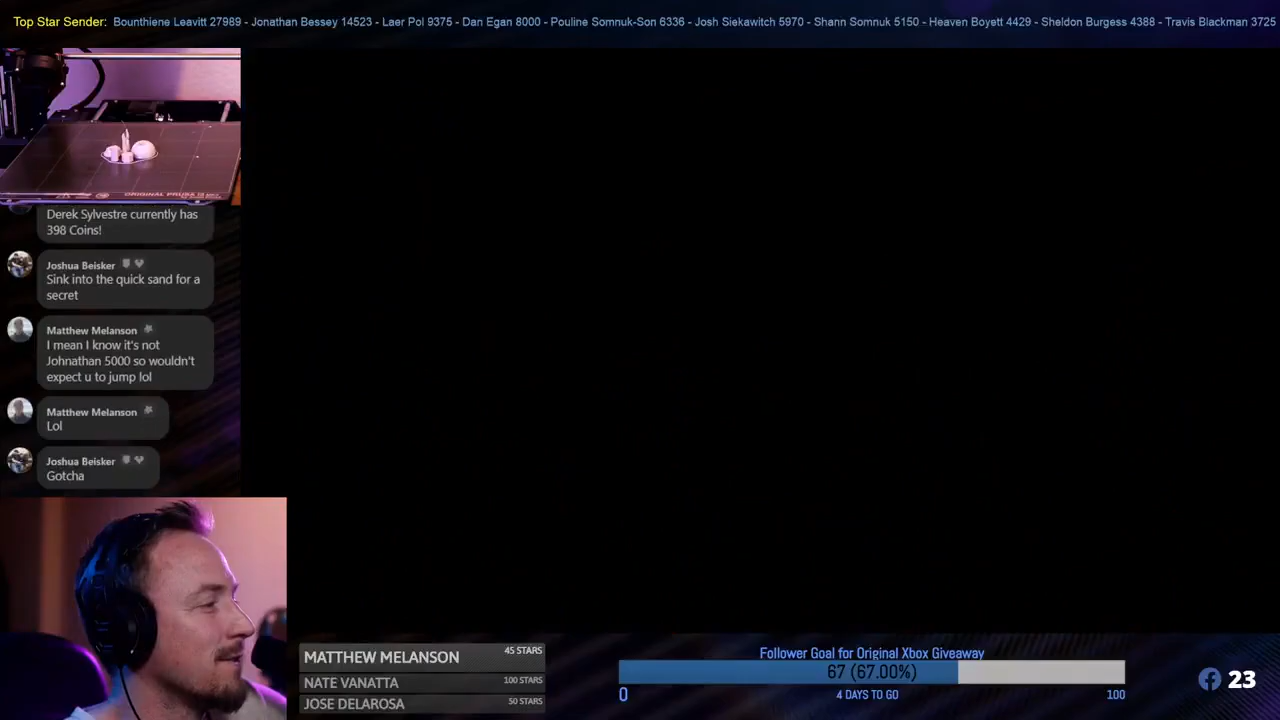 Top Star Sender: Bounthiene Leavitt 27989 - Jonathan Bessey 14523 - Laer Pol 9375 - Dan Egan 8000 - Pouline Somnuk-Son 6336 - Josh Siekawitch 5970 - Shann Somnuk 5150 - Heaven Boyett 4429 - Sheldon Burgess 4388 - Travis Blackman 3725
ORIGINAL PRUSA
Derek Sylvestre currently has
398 Coins!
Joshua Beisker
Sink into the quick sand for a
secret
Matthew Melanson
I mean I know it's not
Johnathan 5000 so wouldn't
expect u to jump lol
Matthew Melanson
Lol
Joshua Beisker
Gotcha
MATTHEW MELANSON 45 STARS
NATE VANATTA 100 STARS
JOSE DELAROSA 50 STARS
Follower Goal for Original Xbox Giveaway
67 (67.00%)
0 4 DAYS TO GO 100
23